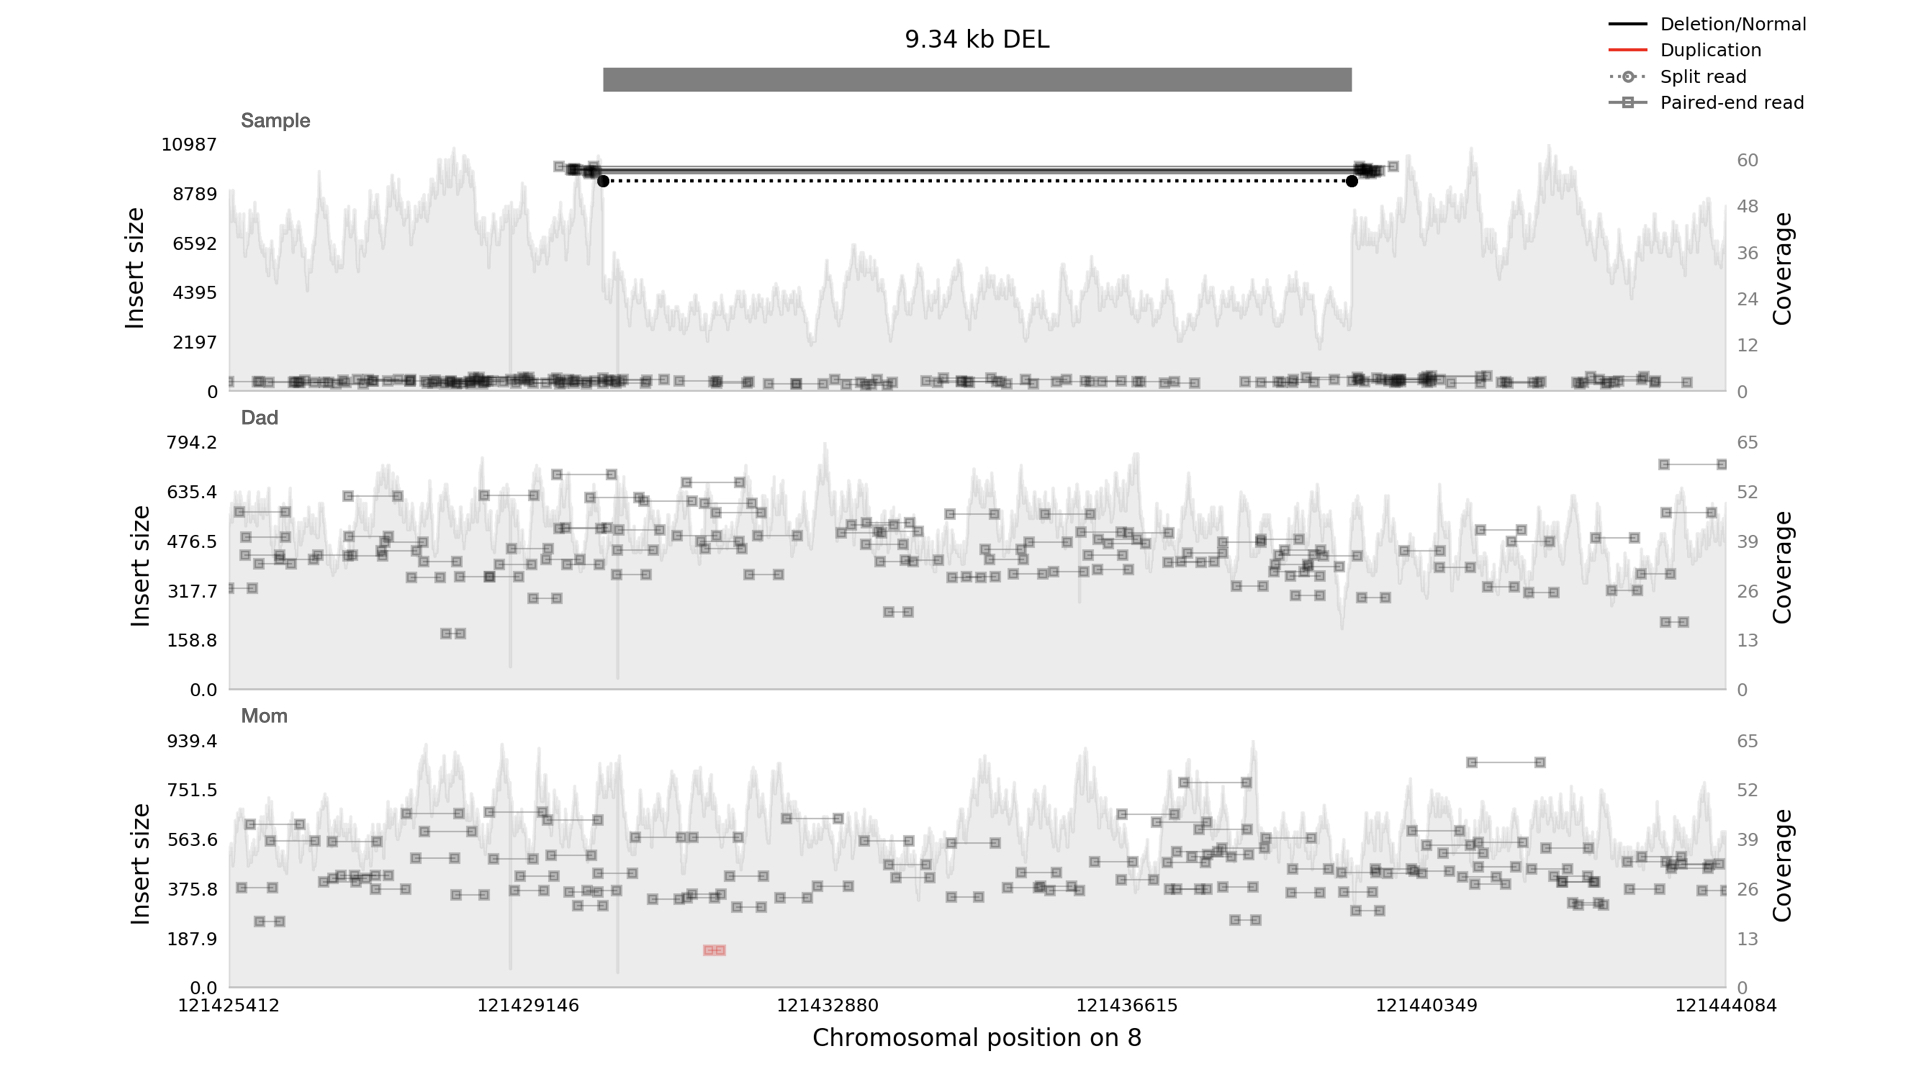 9.34 kb DEL
Deletion/Normal
Duplication
Split read
Paired-end read
Sample
10987
8789
6592
4395
2197
0
Insert size
60
48
36
24
12
0
Coverage
Dad
794.2
635.4
476.5
317.7
158.8
0.0
Insert size
65
52
39
26
13
0
Coverage
Mom
939.4
751.5
563.6
375.8
187.9
0.0
Insert size
65
52
39
26
13
0
Coverage
121425412 121429146 121432880 121436615 121440349 121444084
Chromosomal position on 8